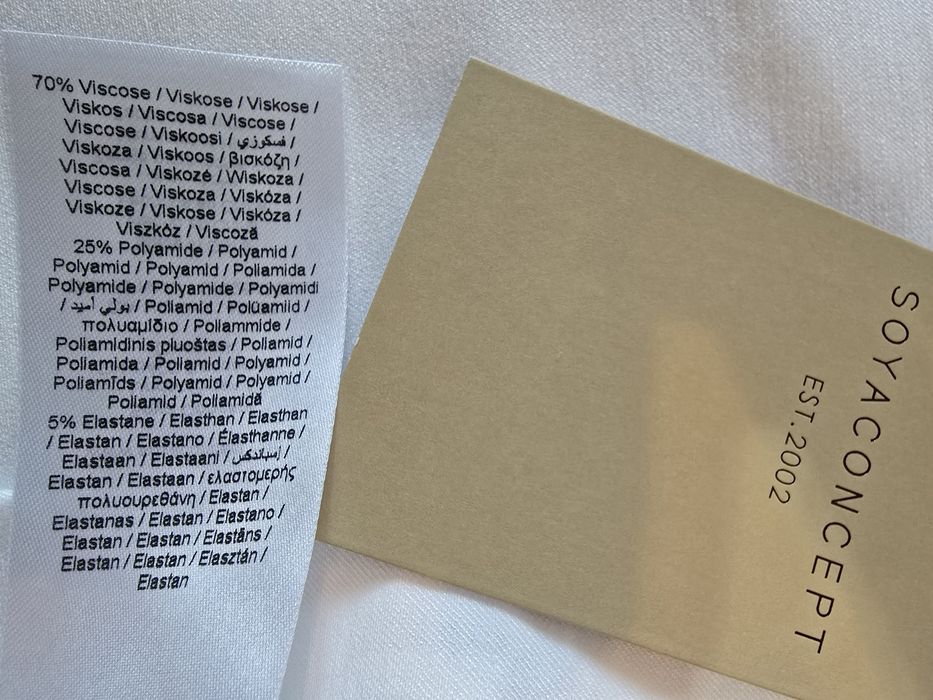 70% Viscose / Viskose / Viskose /
Viskos / Viscosa / Viscose /
Viscose / Viskoosi / فسكوزي /
Viskoza / Viskoos / βισκόζη /
Viscosa / Viskozė / Wiskoza /
Viscose / Viskoza / Viskóza /
Viskoze / Viskose / Viskóza /
Viszkóz / Viscoză
25% Polyamide / Polyamid /
Polyamid / Polyamid / Poliamida /
Polyamide / Polyamide / Polyamidi
/ بولي أميد / Poliamid / Polüamiid /
πολυαμίδιο / Poliammide /
Poliamidinis pluoštas / Poliamid /
Poliamida / Poliamid / Polyamid /
Poliamīds / Polyamid / Polyamid /
Poliamid / Poliamidă
5% Elastane / Elasthan / Elasthan
/ Elastan / Elastano / Élasthanne /
Elastaan / Elastaani / إسباندكس /
Elastan / Elastaan / ελαστομερής
πολυουρεθάνη / Elastan /
Elastanas / Elastan / Elastano /
Elastan / Elastan / Elastāns /
Elastan / Elastan / Elasztán /
Elastan
SOYACONCEPT
EST.2002